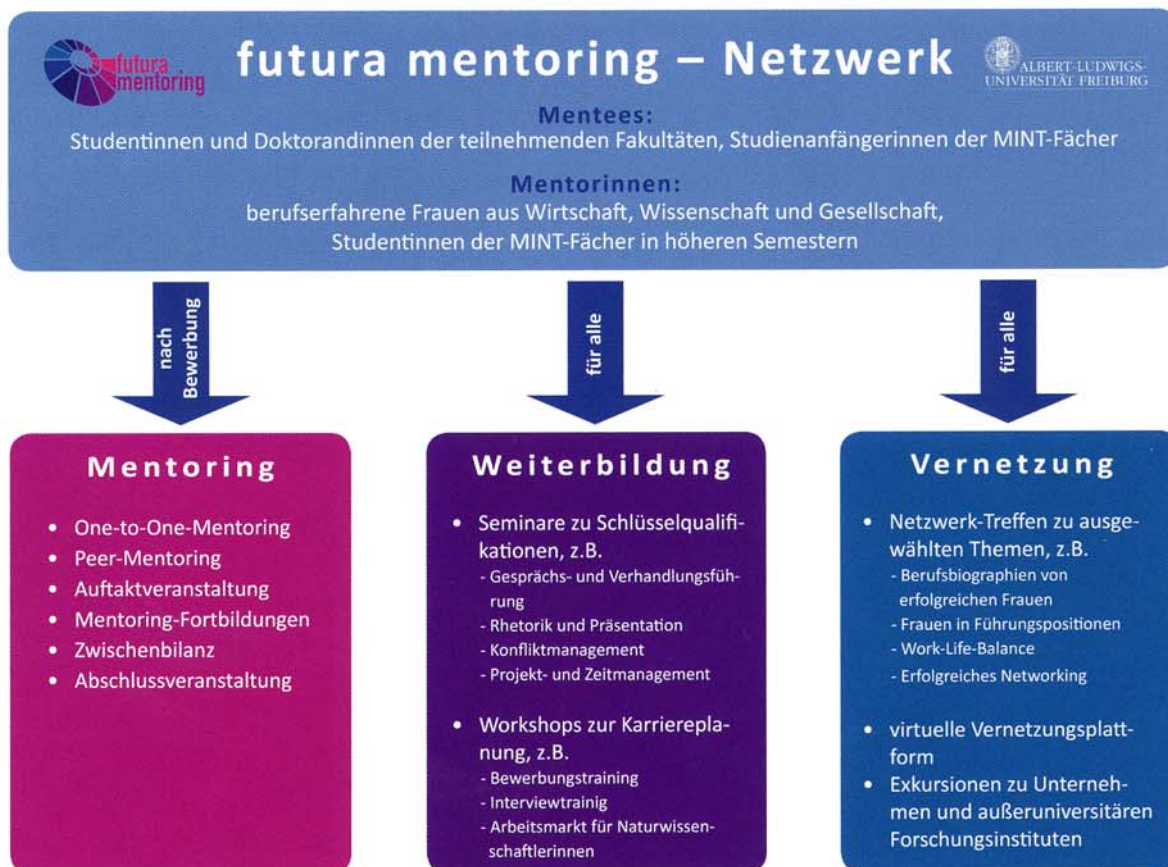 futura
mentoring
futura mentoring – Netzwerk
ALBERT-LUDWIGS-
UNIVERSITÄT FREIBURG
Mentees:
Studentinnen und Doktorandinnen der teilnehmenden Fakultäten, Studienanfängerinnen der MINT-Fächer
Mentorinnen:
berufserfahrene Frauen aus Wirtschaft, Wissenschaft und Gesellschaft,
Studentinnen der MINT-Fächer in höheren Semestern
nach
Bewerbung
für alle
für alle
Mentoring
• One-to-One-Mentoring
• Peer-Mentoring
• Auftaktveranstaltung
• Mentoring-Fortbildungen
• Zwischenbilanz
• Abschlussveranstaltung
Weiterbildung
• Seminare zu Schlüsselqualifi-
kationen, z.B.
- Gesprächs- und Verhandlungsfüh-
rung
- Rhetorik und Präsentation
- Konfliktmanagement
- Projekt- und Zeitmanagement
• Workshops zur Karrierepla-
nung, z.B.
- Bewerbungstraining
- Interviewtrainig
- Arbeitsmarkt für Naturwissen-
schaftlerinnen
Vernetzung
• Netzwerk-Treffen zu ausge-
wählten Themen, z.B.
- Berufsbiographien von
erfolgreichen Frauen
- Frauen in Führungspositionen
- Work-Life-Balance
- Erfolgreiches Networking
• virtuelle Vernetzungsplatt-
form
• Exkursionen zu Unterneh-
men und außeruniversitären
Forschungsinstituten